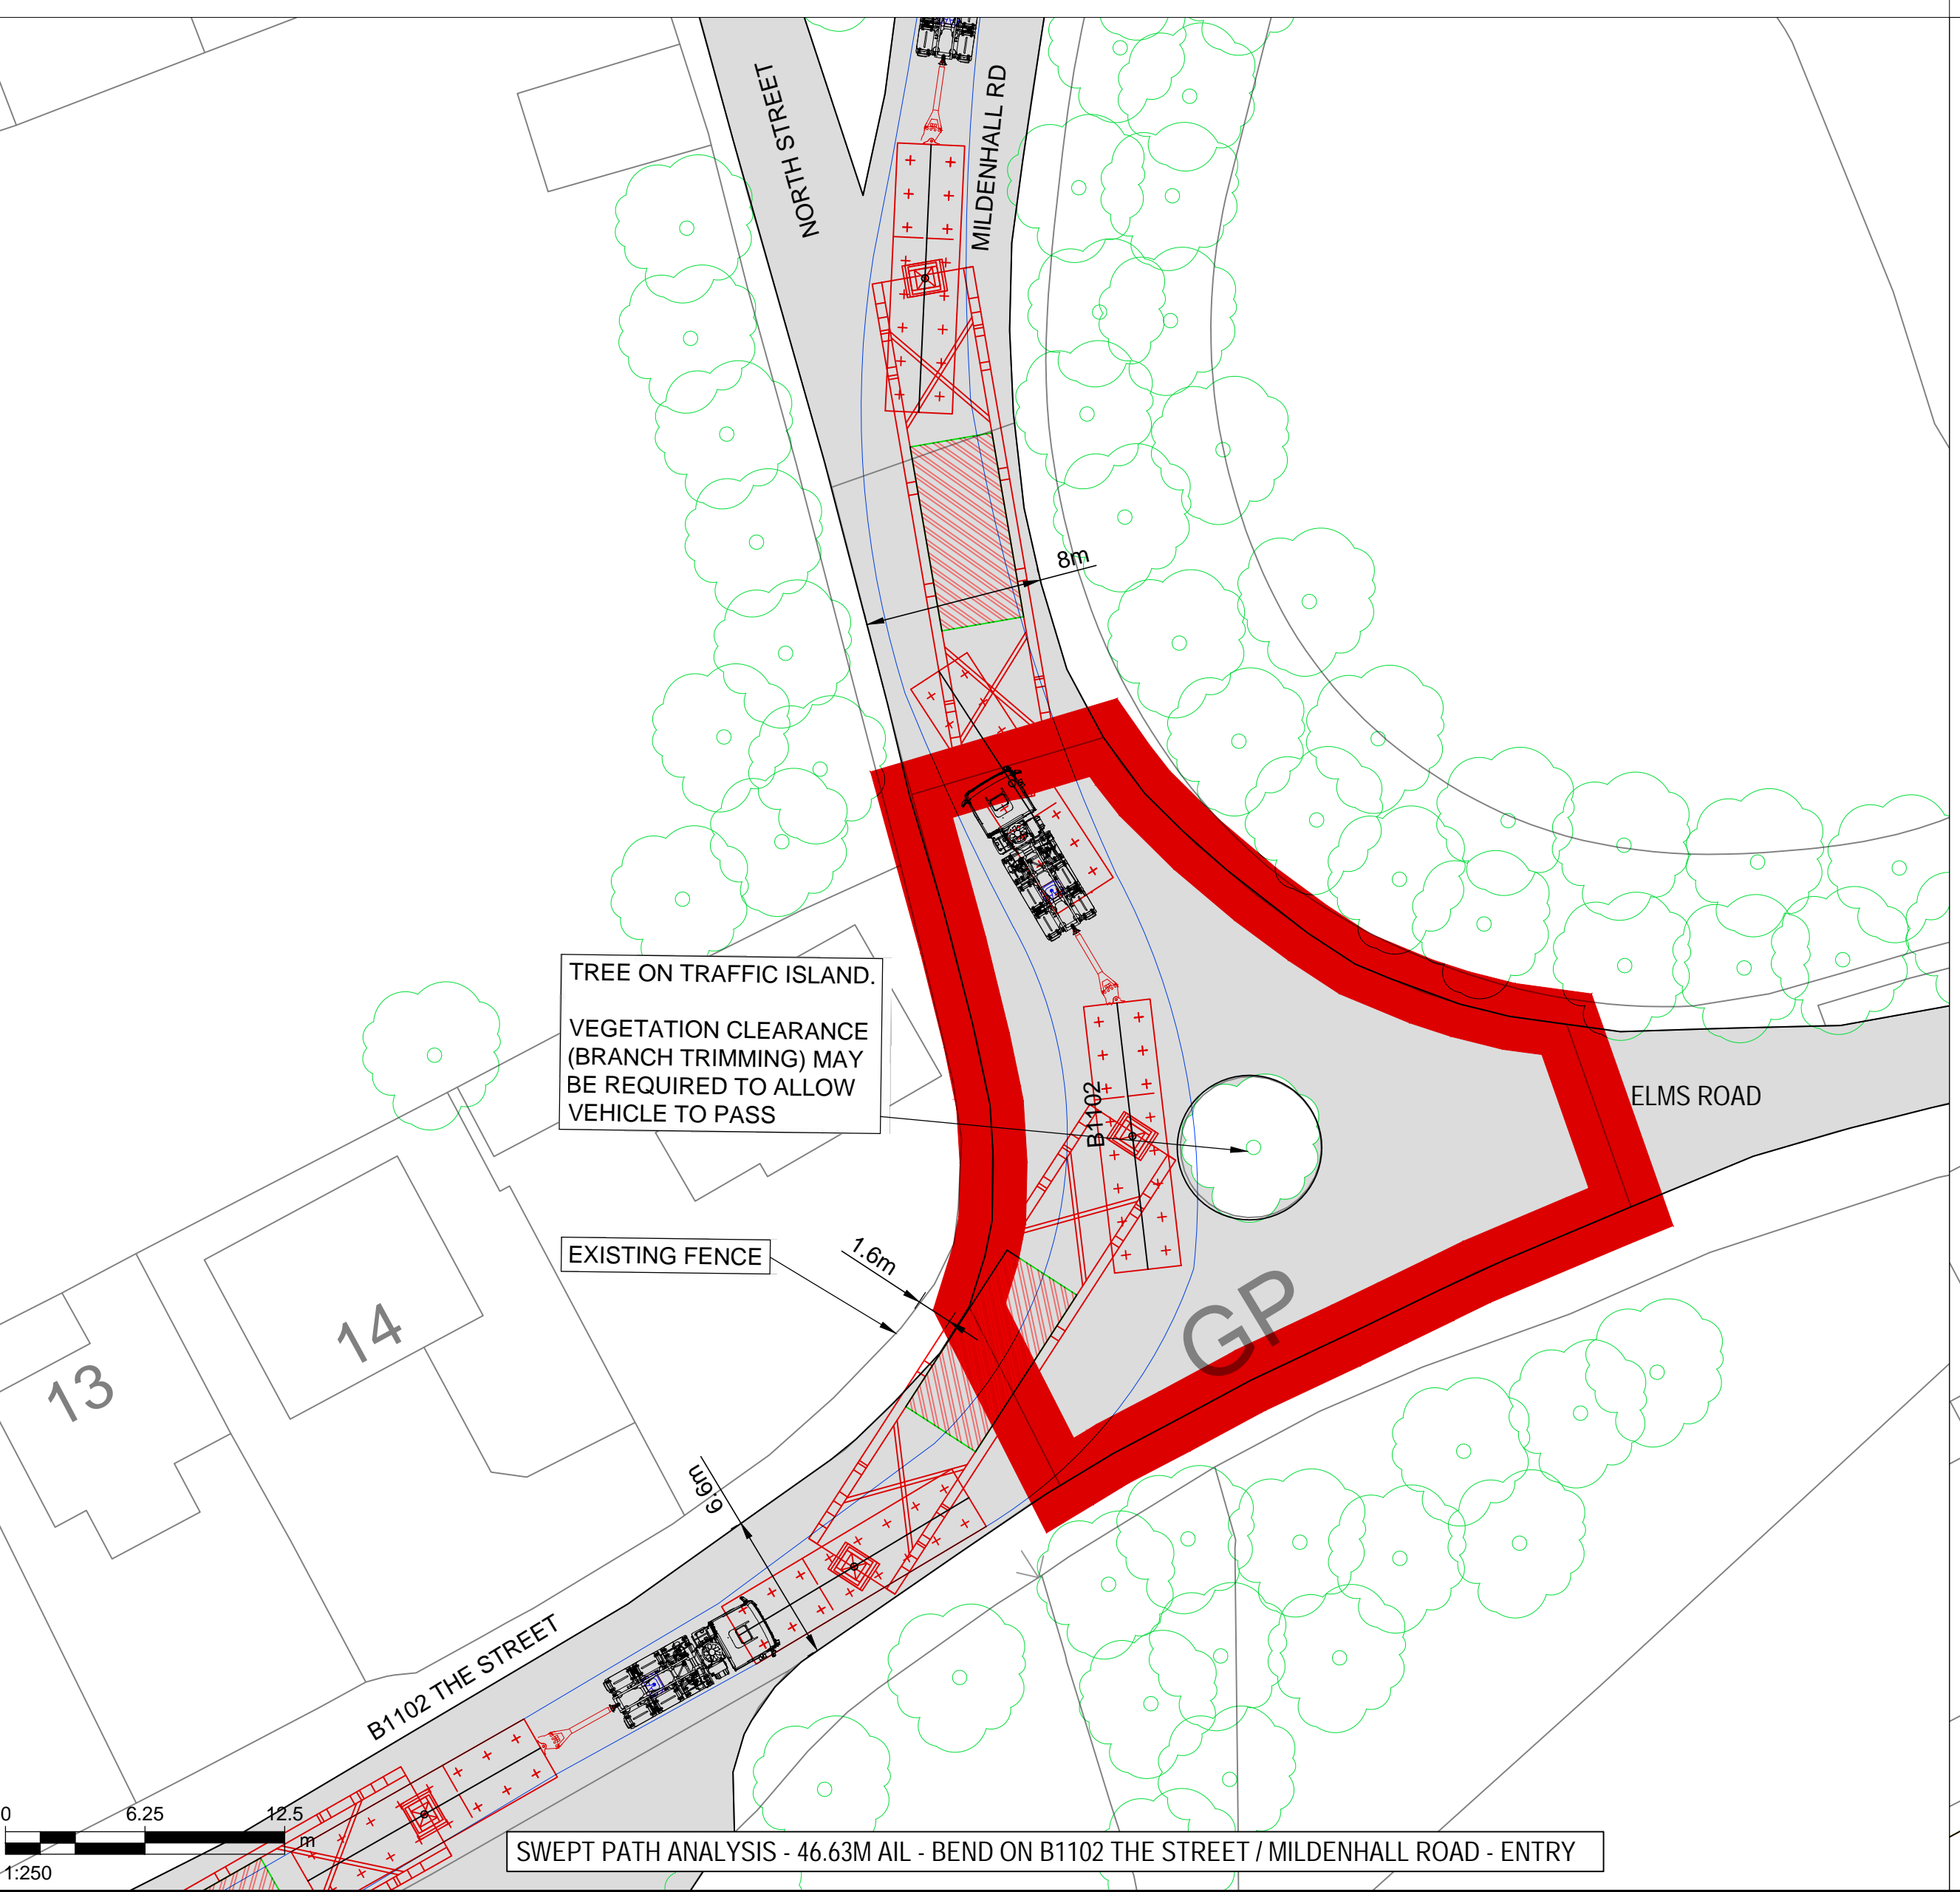 NORTH STREET
MILDENHALL RD
8m
TREE ON TRAFFIC ISLAND.
VEGETATION CLEARANCE
(BRANCH TRIMMING) MAY
BE REQUIRED TO ALLOW
VEHICLE TO PASS
B1102
ELMS ROAD
EXISTING FENCE
1.6m
GP
14
13
6.6m
B1102 THE STREET
0 6.25 12.5
m
1:250
SWEPT PATH ANALYSIS - 46.63M AIL - BEND ON B1102 THE STREET / MILDENHALL ROAD - ENTRY